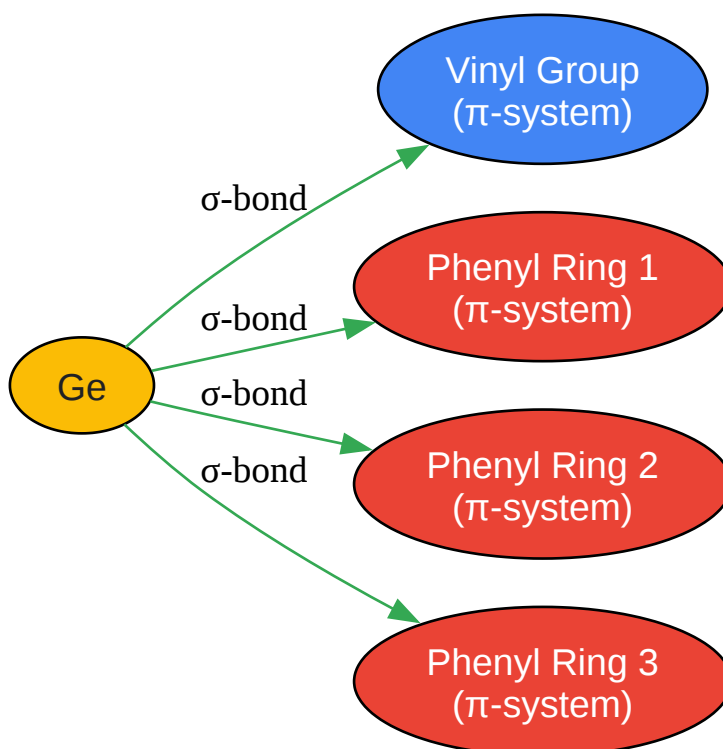 Vinyl Group
(π-system)
σ-bond
Phenyl Ring 1
(π-system)
σ-bond
Ge
σ-bond
Phenyl Ring 2
(π-system)
σ-bond
Phenyl Ring 3
(π-system)